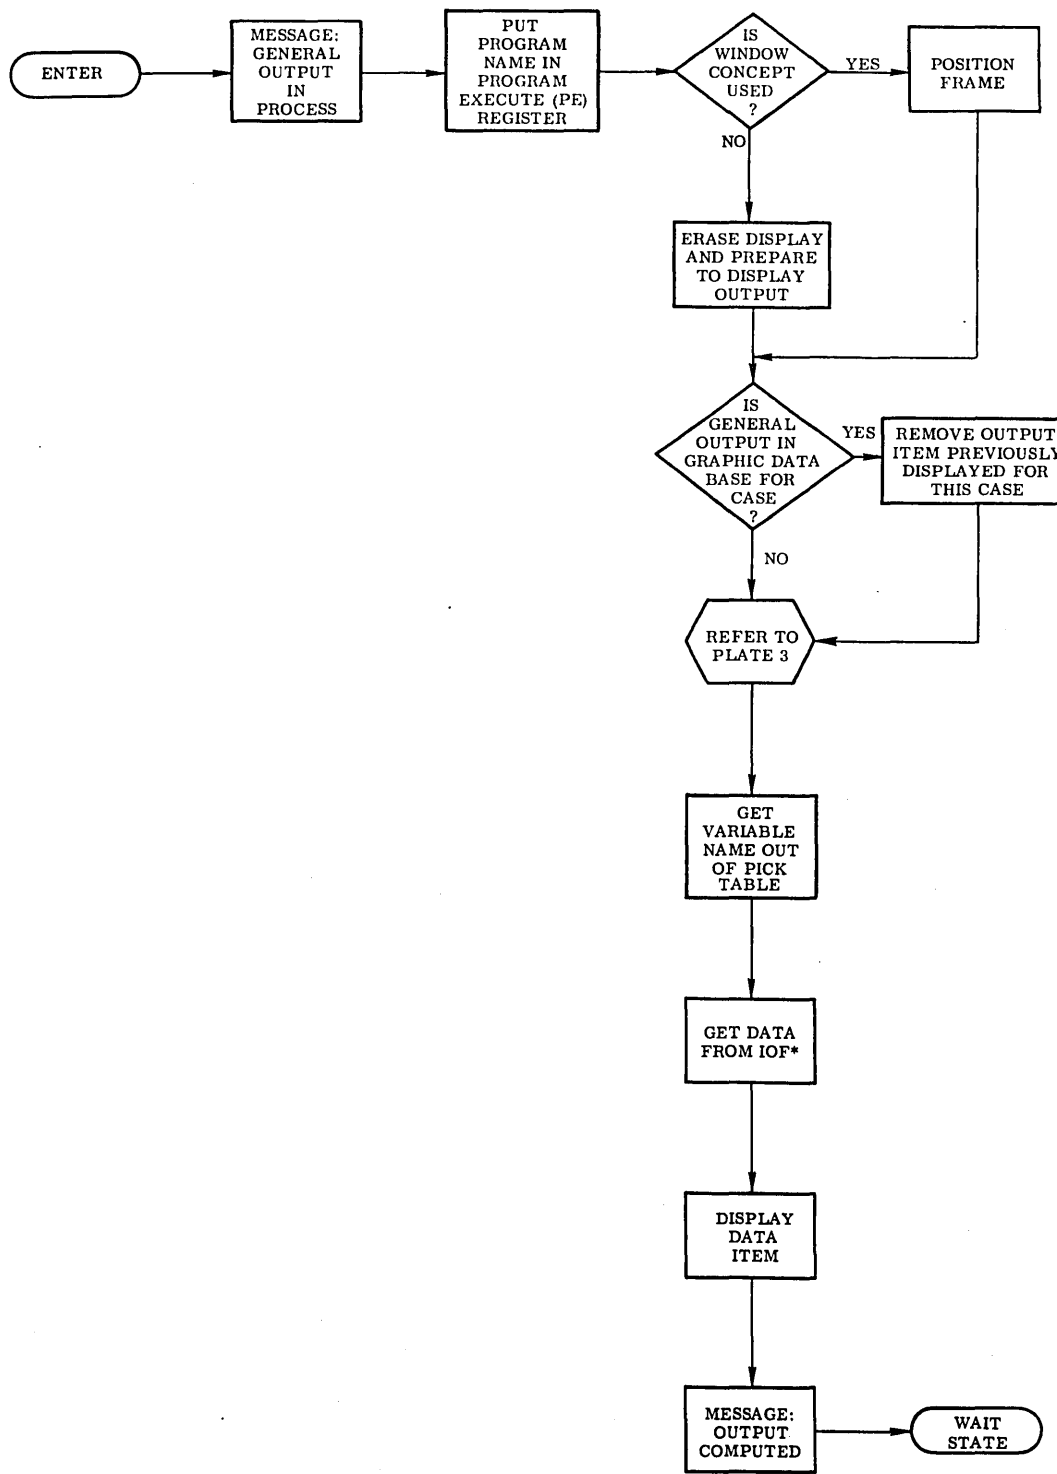 ENTER
MESSAGE:
GENERAL
OUTPUT
IN
PROCESS
PUT
PROGRAM
NAME IN
PROGRAM
EXECUTE (PE)
REGISTER
IS
WINDOW
CONCEPT
USED
?
YES
POSITION
FRAME
NO
ERASE DISPLAY
AND PREPARE
TO DISPLAY
OUTPUT
IS
GENERAL
OUTPUT IN
GRAPHIC DATA
BASE FOR
CASE
?
YES
REMOVE OUTPUT
ITEM PREVIOUSLY
DISPLAYED FOR
THIS CASE
NO
REFER TO
PLATE 3
GET
VARIABLE
NAME OUT
OF PICK
TABLE
GET DATA
FROM IOF*
DISPLAY
DATA
ITEM
MESSAGE:
OUTPUT
COMPUTED
WAIT
STATE